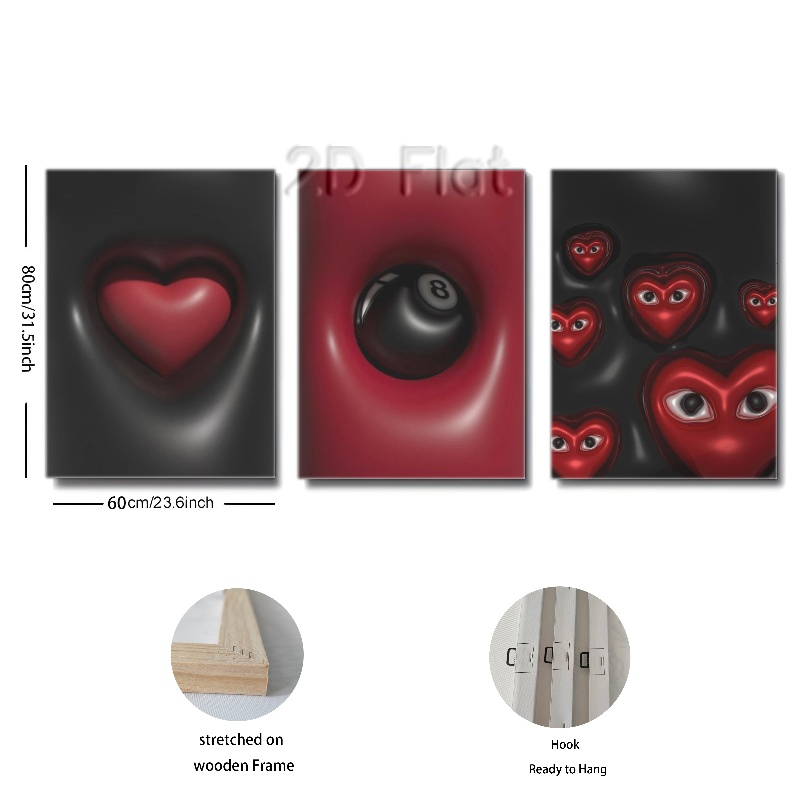 2D Flat
80cm/31.5inch
8
60cm/23.6inch
stretched on
wooden Frame
Hook
Ready to Hang